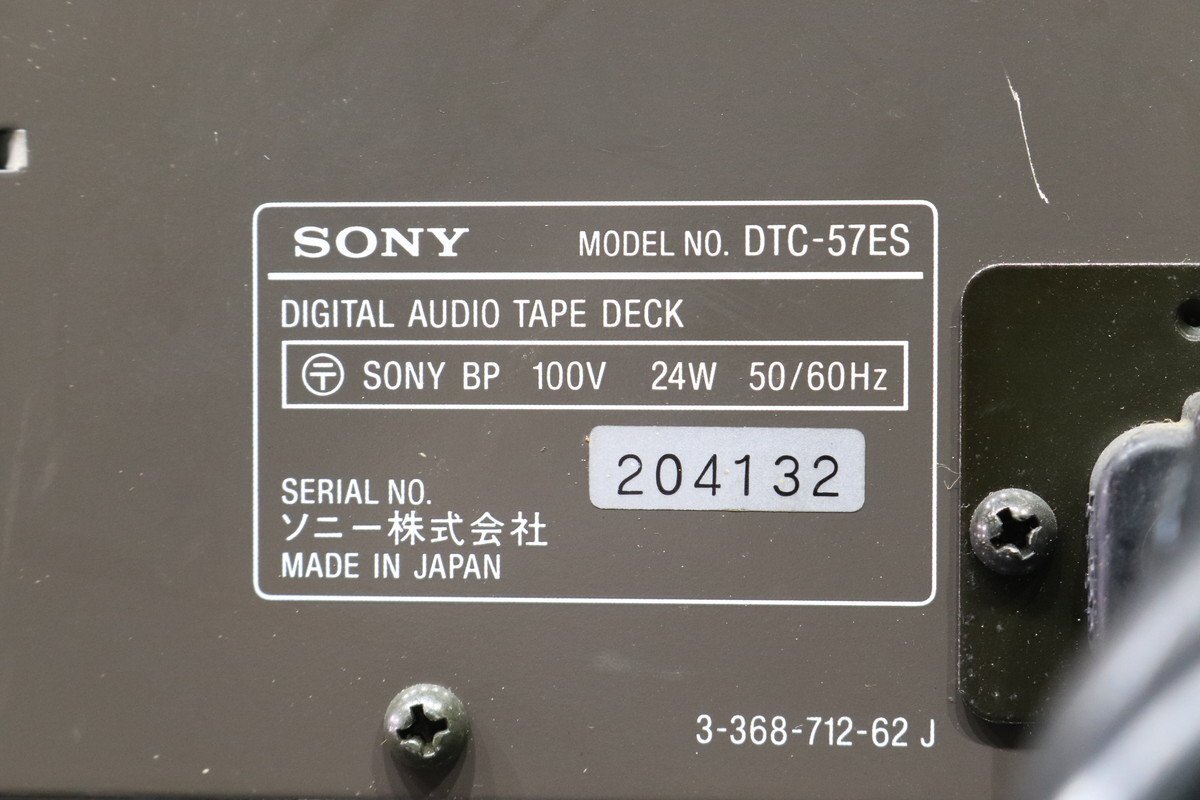 SONY MODEL NO. DTC-57ES
DIGITAL AUDIO TAPE DECK
〶 SONY BP 100V 24W 50/60Hz
204132
SERIAL NO.
ソニー株式会社
MADE IN JAPAN
3-368-712-62 J